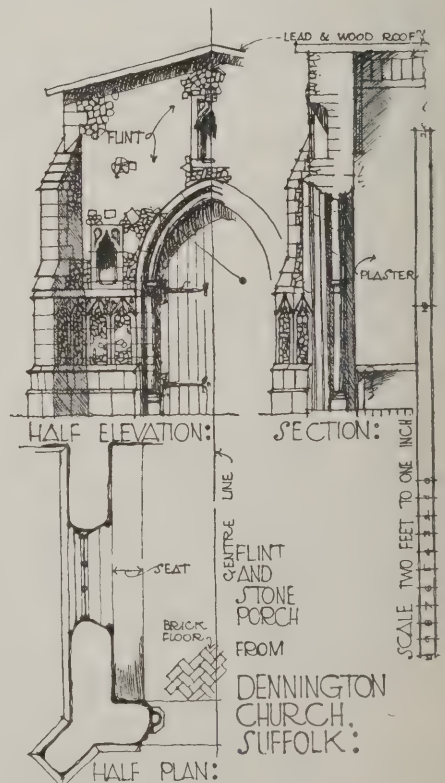 LEAD & WOOD ROOF
FLINT
PLASTER
HALF ELEVATION:
SECTION:
SCALE TWO FEET TO ONE INCH
CENTRE LINE
SEAT
BRICK
FLOOR
FLINT
AND
STONE
PORCH
FROM
DENNINGTON
CHURCH.
SUFFOLK:
HALF PLAN: